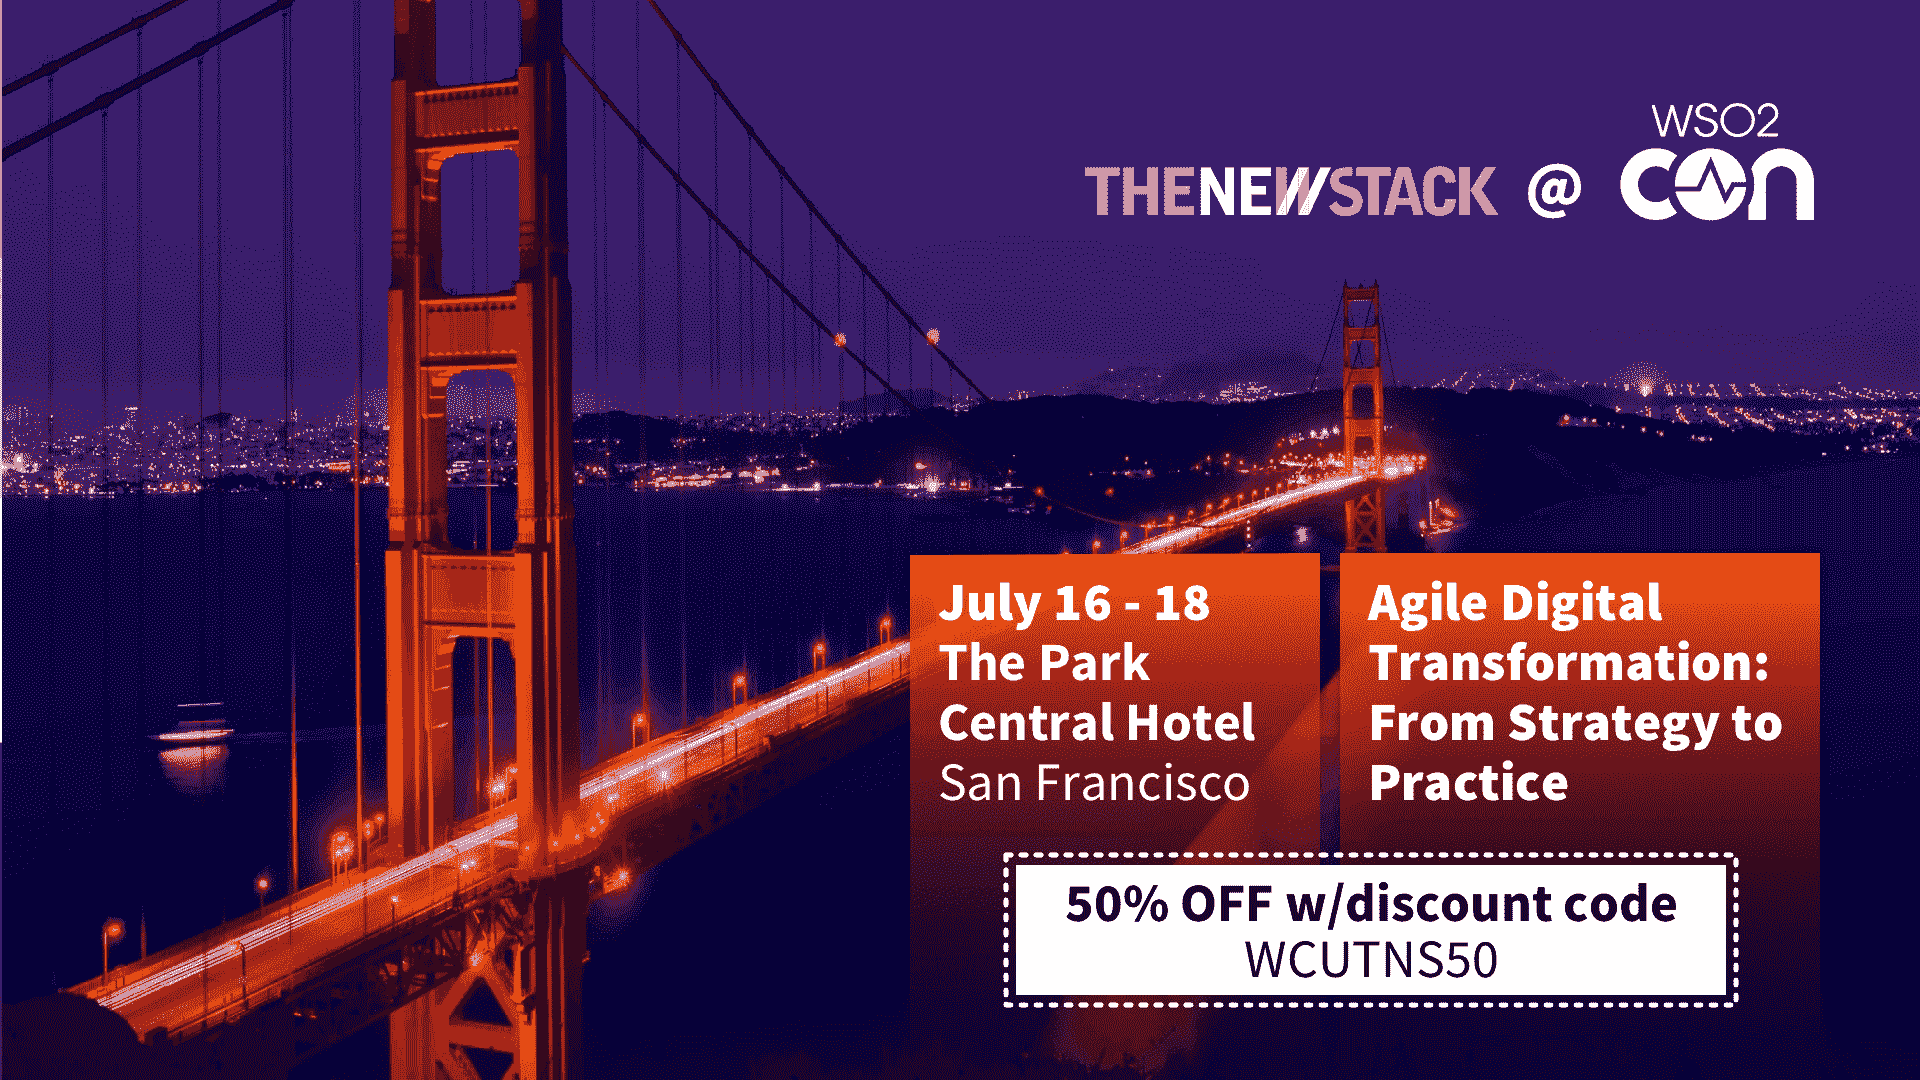 THENEWSTACK @ WSO2
CON
July 16 - 18
The Park
Central Hotel
San Francisco
Agile Digital
Transformation:
From Strategy to
Practice
50% OFF w/discount code
WCUTNS50